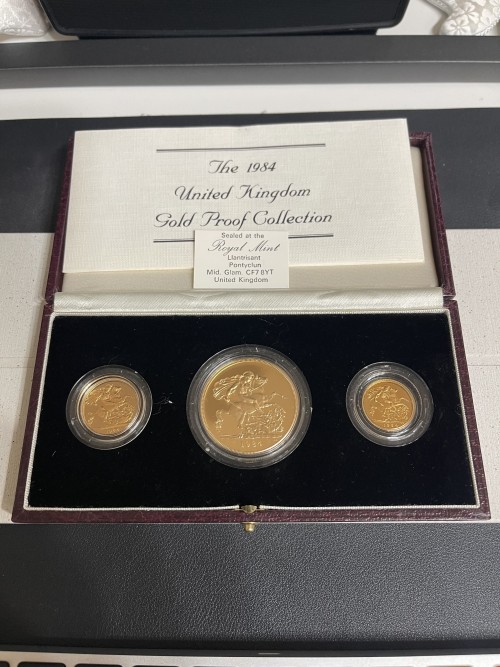 The 1984
United Kingdom
Gold Proof Collection
Sealed at the
Royal Mint
Llantrisant
Pontyclun
Mid. Glam. CF7 8YT
United Kingdom
1984